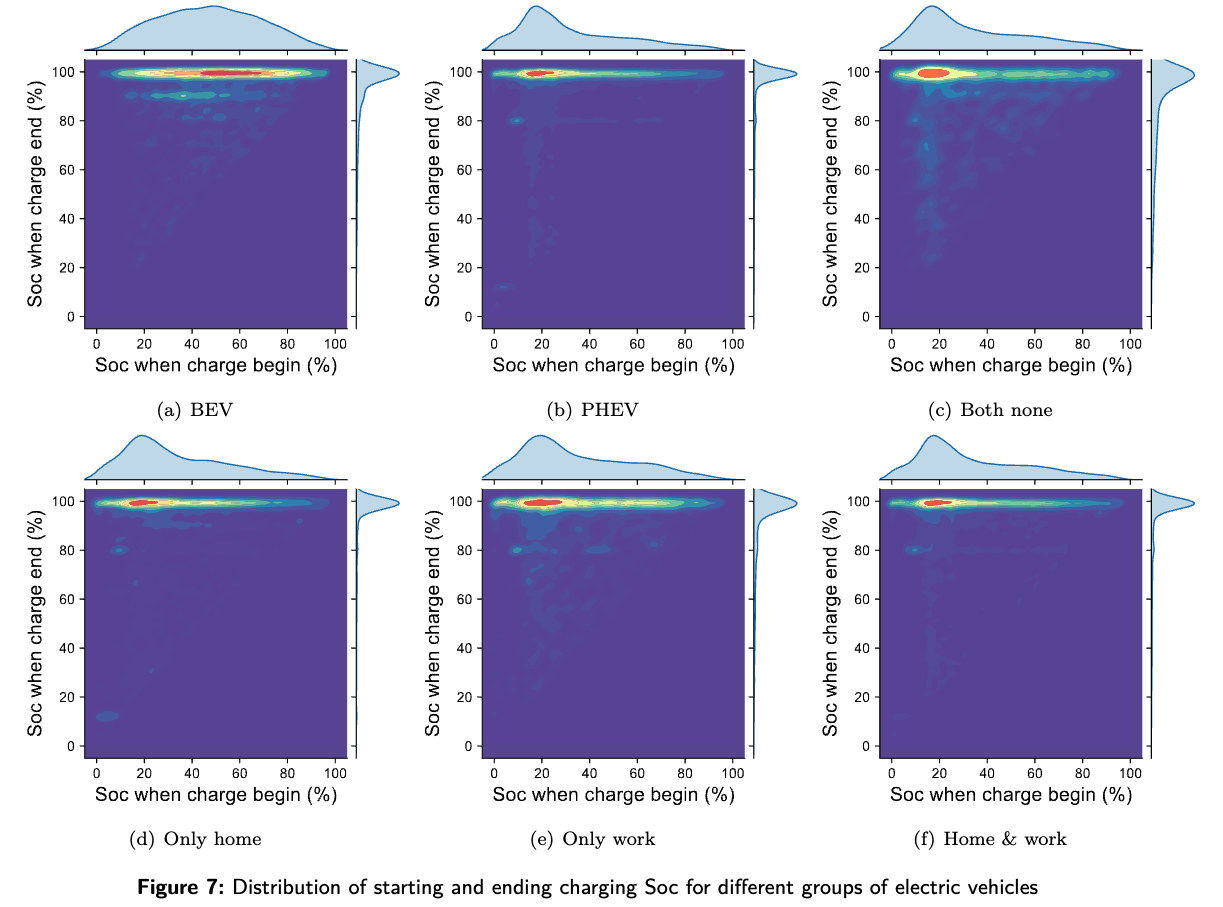 Soc when charge end (%)
100
80
60
40
20
0
0 20 40 60 80 100
Soc when charge begin (%)
(a) BEV
Soc when charge end (%)
100
80
60
40
20
0
0 20 40 60 80 100
Soc when charge begin (%)
(b) PHEV
Soc when charge end (%)
100
80
60
40
20
0
0 20 40 60 80 100
Soc when charge begin (%)
(c) Both none
Soc when charge end (%)
100
80
60
40
20
0
0 20 40 60 80 100
Soc when charge begin (%)
(d) Only home
Soc when charge end (%)
100
80
60
40
20
0
0 20 40 60 80 100
Soc when charge begin (%)
(e) Only work
Soc when charge end (%)
100
80
60
40
20
0
0 20 40 60 80 100
Soc when charge begin (%)
(f) Home & work
Figure 7: Distribution of starting and ending charging Soc for different groups of electric vehicles